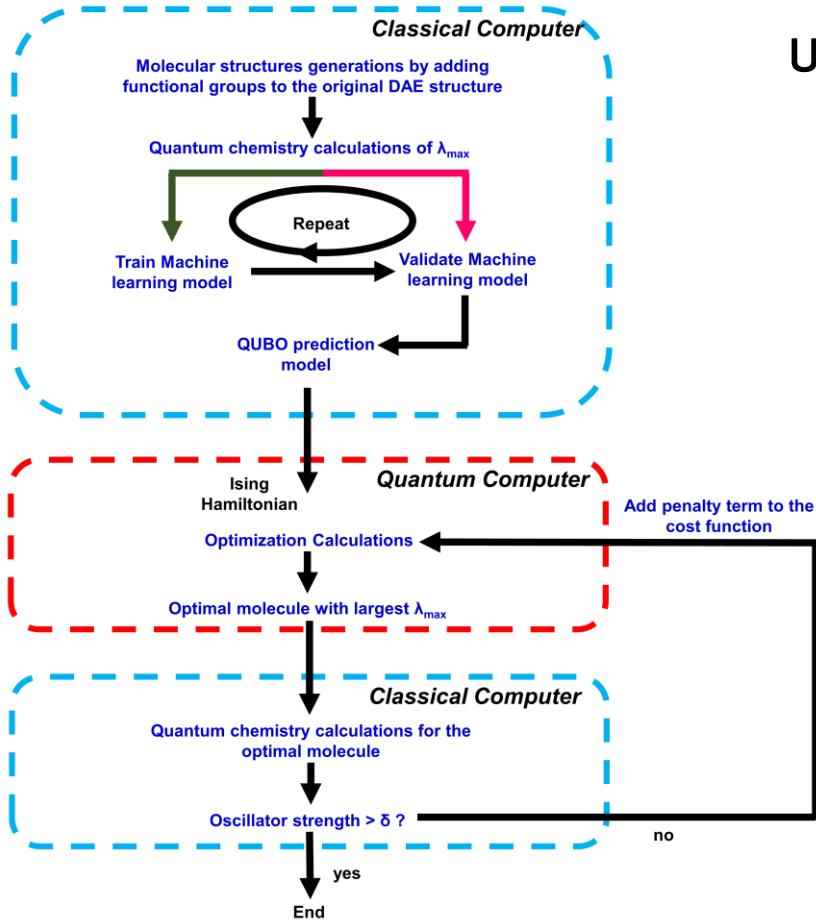 Classical Computer
U
Molecular structures generations by adding
functional groups to the original DAE structure
Quantum chemistry calculations of λmax
Repeat
Train Machine
learning model
Validate Machine
learning model
QUBO prediction
model
Quantum Computer
Ising
Hamiltonian
Add penalty term to the
cost function
Optimization Calculations
Optimal molecule with largest λmax
Classical Computer
Quantum chemistry calculations for the
optimal molecule
Oscillator strength > δ ?
no
yes
End